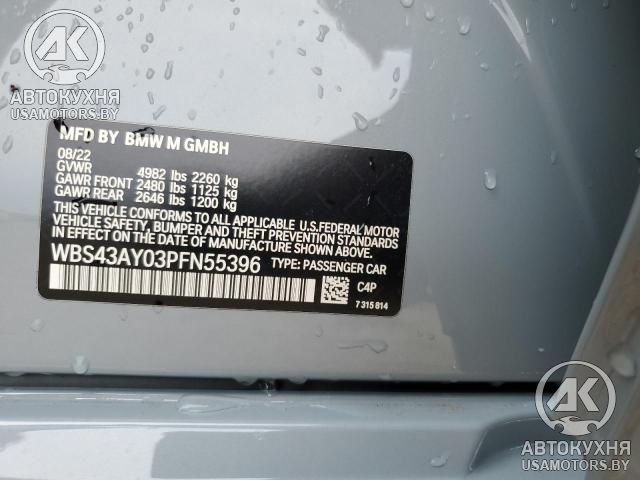 АК
АВТОКУХНЯ
USAMOTORS.BY
MFD BY BMW M GMBH
08/22
GVWR 4982 lbs 2260 kg
GAWR FRONT 2480 lbs 1125 kg
GAWR REAR 2646 lbs 1200 kg
THIS VEHICLE CONFORMS TO ALL APPLICABLE U.S.FEDERAL MOTOR
VEHICLE SAFETY, BUMPER, AND THEFT PREVENTION STANDARDS
IN EFFECT ON THE DATE OF MANUFACTURE SHOWN ABOVE.
WBS43AY03PFN55396 TYPE: PASSENGER CAR
C4P
7315814
АК
АВТОКУХНЯ
USAMOTORS.BY